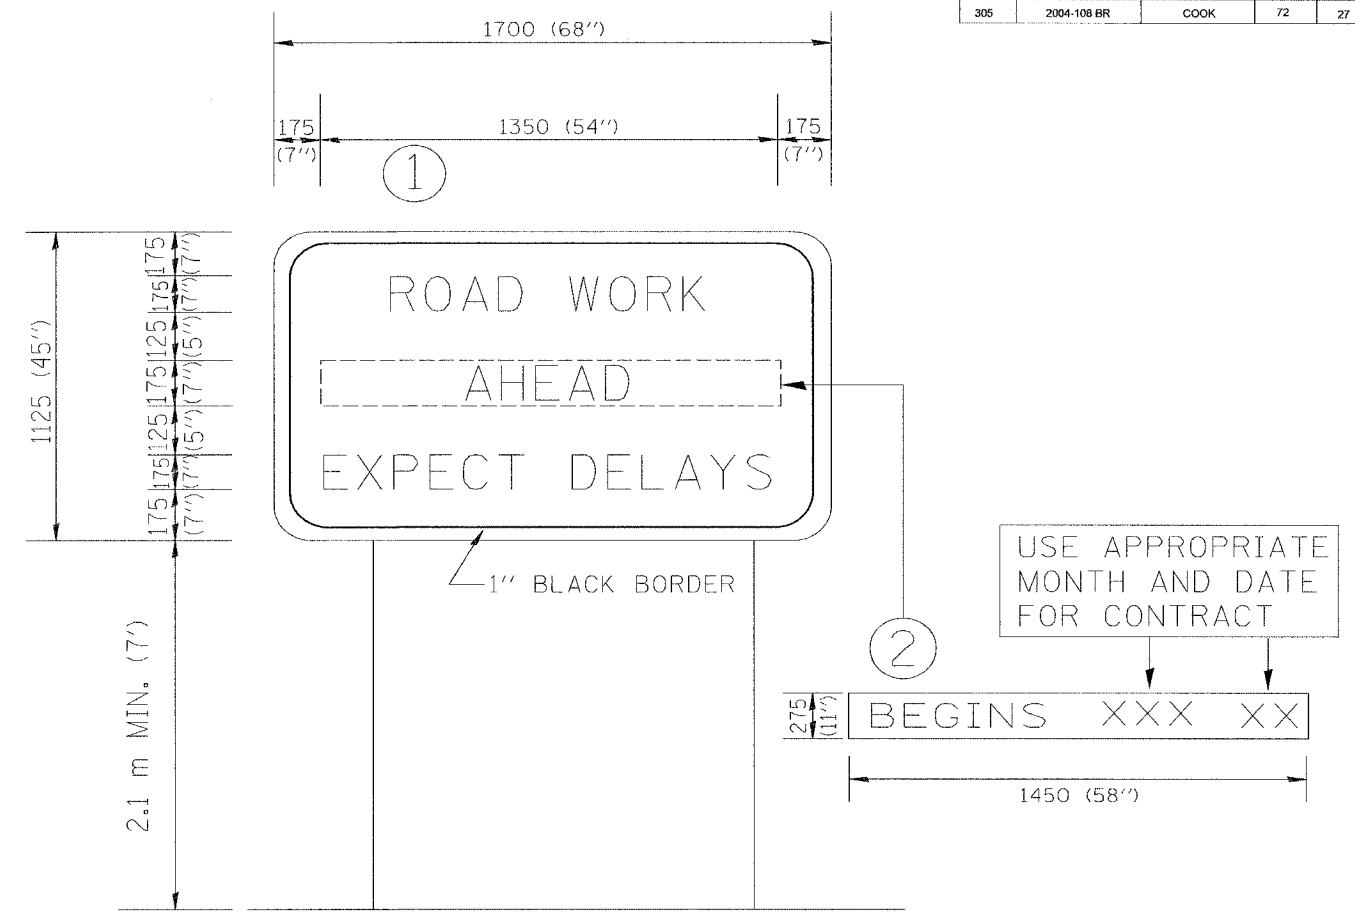 305 2004-108 BR COOK 72 27
1700 (68'')
175 1350 (54'') 175
(7'') (7'')
1
1125 (45'')
175 (7'')
175 (7'')
125 (5'')
175 (7'')
125 (5'')
175 (7'')
175 (7'')
ROAD WORK
AHEAD
EXPECT DELAYS
1'' BLACK BORDER
2.1 m MIN. (7')
USE APPROPRIATE
MONTH AND DATE
FOR CONTRACT
2
275 (11'')
BEGINS XXX XX
1450 (58'')